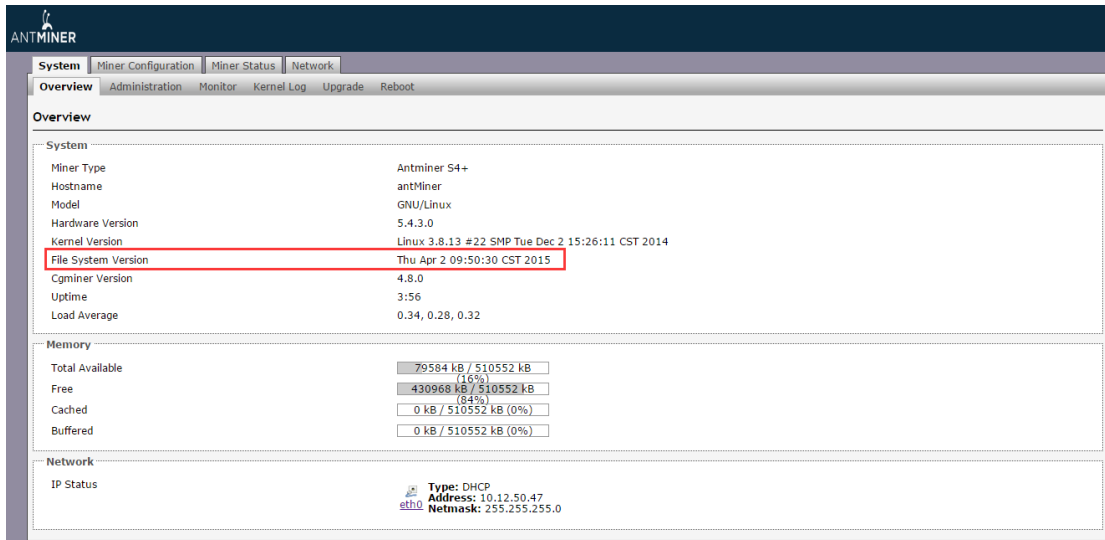 ANTMINER
System Miner Configuration Miner Status Network
Overview Administration Monitor Kernel Log Upgrade Reboot
Overview
System
Miner Type Antminer S4+
Hostname antMiner
Model GNU/Linux
Hardware Version 5.4.3.0
Kernel Version Linux 3.8.13 #22 SMP Tue Dec 2 15:26:11 CST 2014
File System Version Thu Apr 2 09:50:30 CST 2015
Cgminer Version 4.8.0
Uptime 3:56
Load Average 0.34, 0.28, 0.32
Memory
Total Available 79584 kB / 510552 kB
(16%)
Free 430968 kB / 510552 kB
(84%)
Cached 0 kB / 510552 kB (0%)
Buffered 0 kB / 510552 kB (0%)
Network
IP Status Type: DHCP
Address: 10.12.50.47
eth0 Netmask: 255.255.255.0